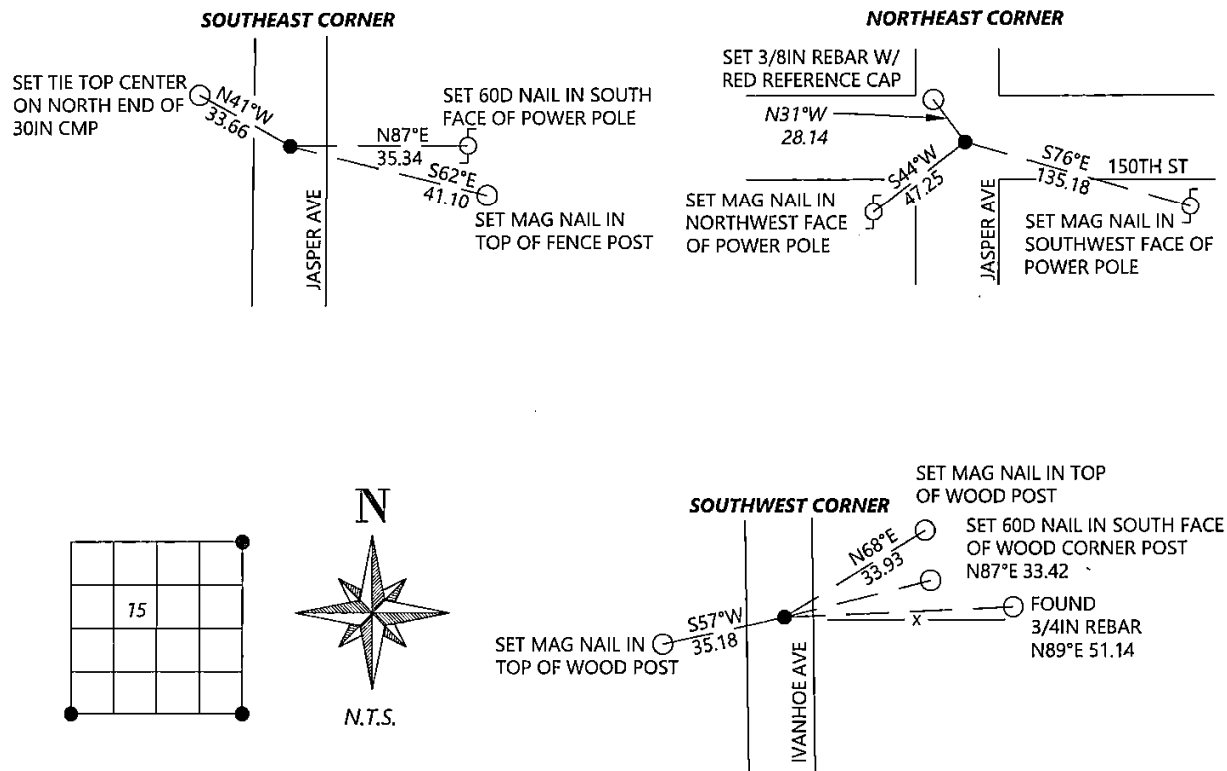 SOUTHEAST CORNER
SET TIE TOP CENTER
ON NORTH END OF
30IN CMP
N41°W
33.66
SET 60D NAIL IN SOUTH
FACE OF POWER POLE
N87°E
35.34
S62°E
41.10
SET MAG NAIL IN
TOP OF FENCE POST
JASPER AVE
NORTHEAST CORNER
SET 3/8IN REBAR W/
RED REFERENCE CAP
N31°W
28.14
S44°W
47.25
SET MAG NAIL IN
NORTHWEST FACE
OF POWER POLE
S76°E
135.18
150TH ST
SET MAG NAIL IN
SOUTHWEST FACE OF
POWER POLE
JASPER AVE
15
N
N.T.S.
SOUTHWEST CORNER
SET MAG NAIL IN TOP
OF WOOD POST
N68°E
33.93
SET 60D NAIL IN SOUTH FACE
OF WOOD CORNER POST
N87°E 33.42
FOUND
3/4IN REBAR
N89°E 51.14
x
S57°W
35.18
SET MAG NAIL IN
TOP OF WOOD POST
IVANHOE AVE